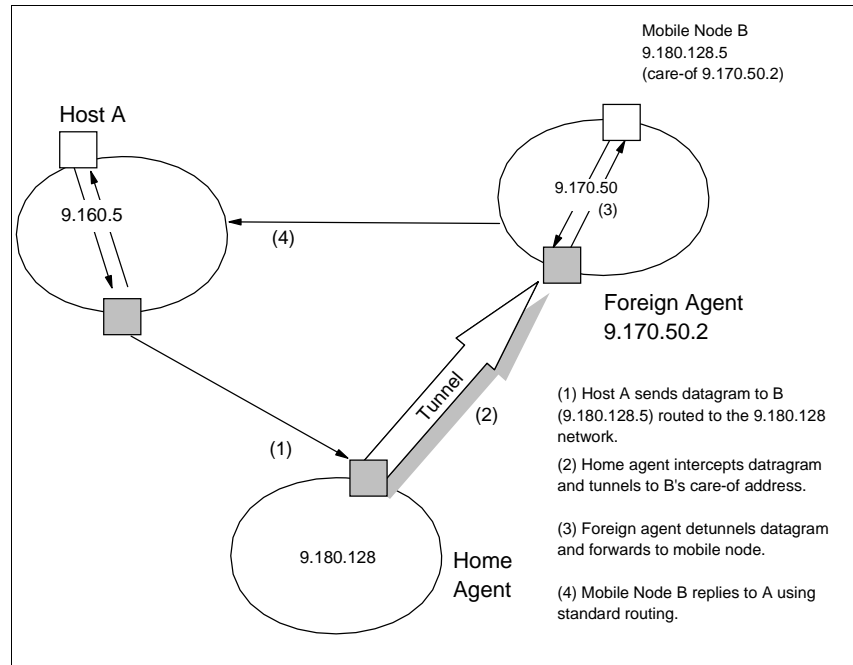 Mobile Node B
9.180.128.5
(care-of 9.170.50.2)
Host A
9.160.5
9.170.50
(3)
(4)
Foreign Agent
9.170.50.2
Tunnel
(2)
(1)
9.180.128
Home
Agent
(1) Host A sends datagram to B
(9.180.128.5) routed to the 9.180.128
network.
(2) Home agent intercepts datragram
and tunnels to B's care-of address.
(3) Foreign agent detunnels datagram
and forwards to mobile node.
(4) Mobile Node B replies to A using
standard routing.